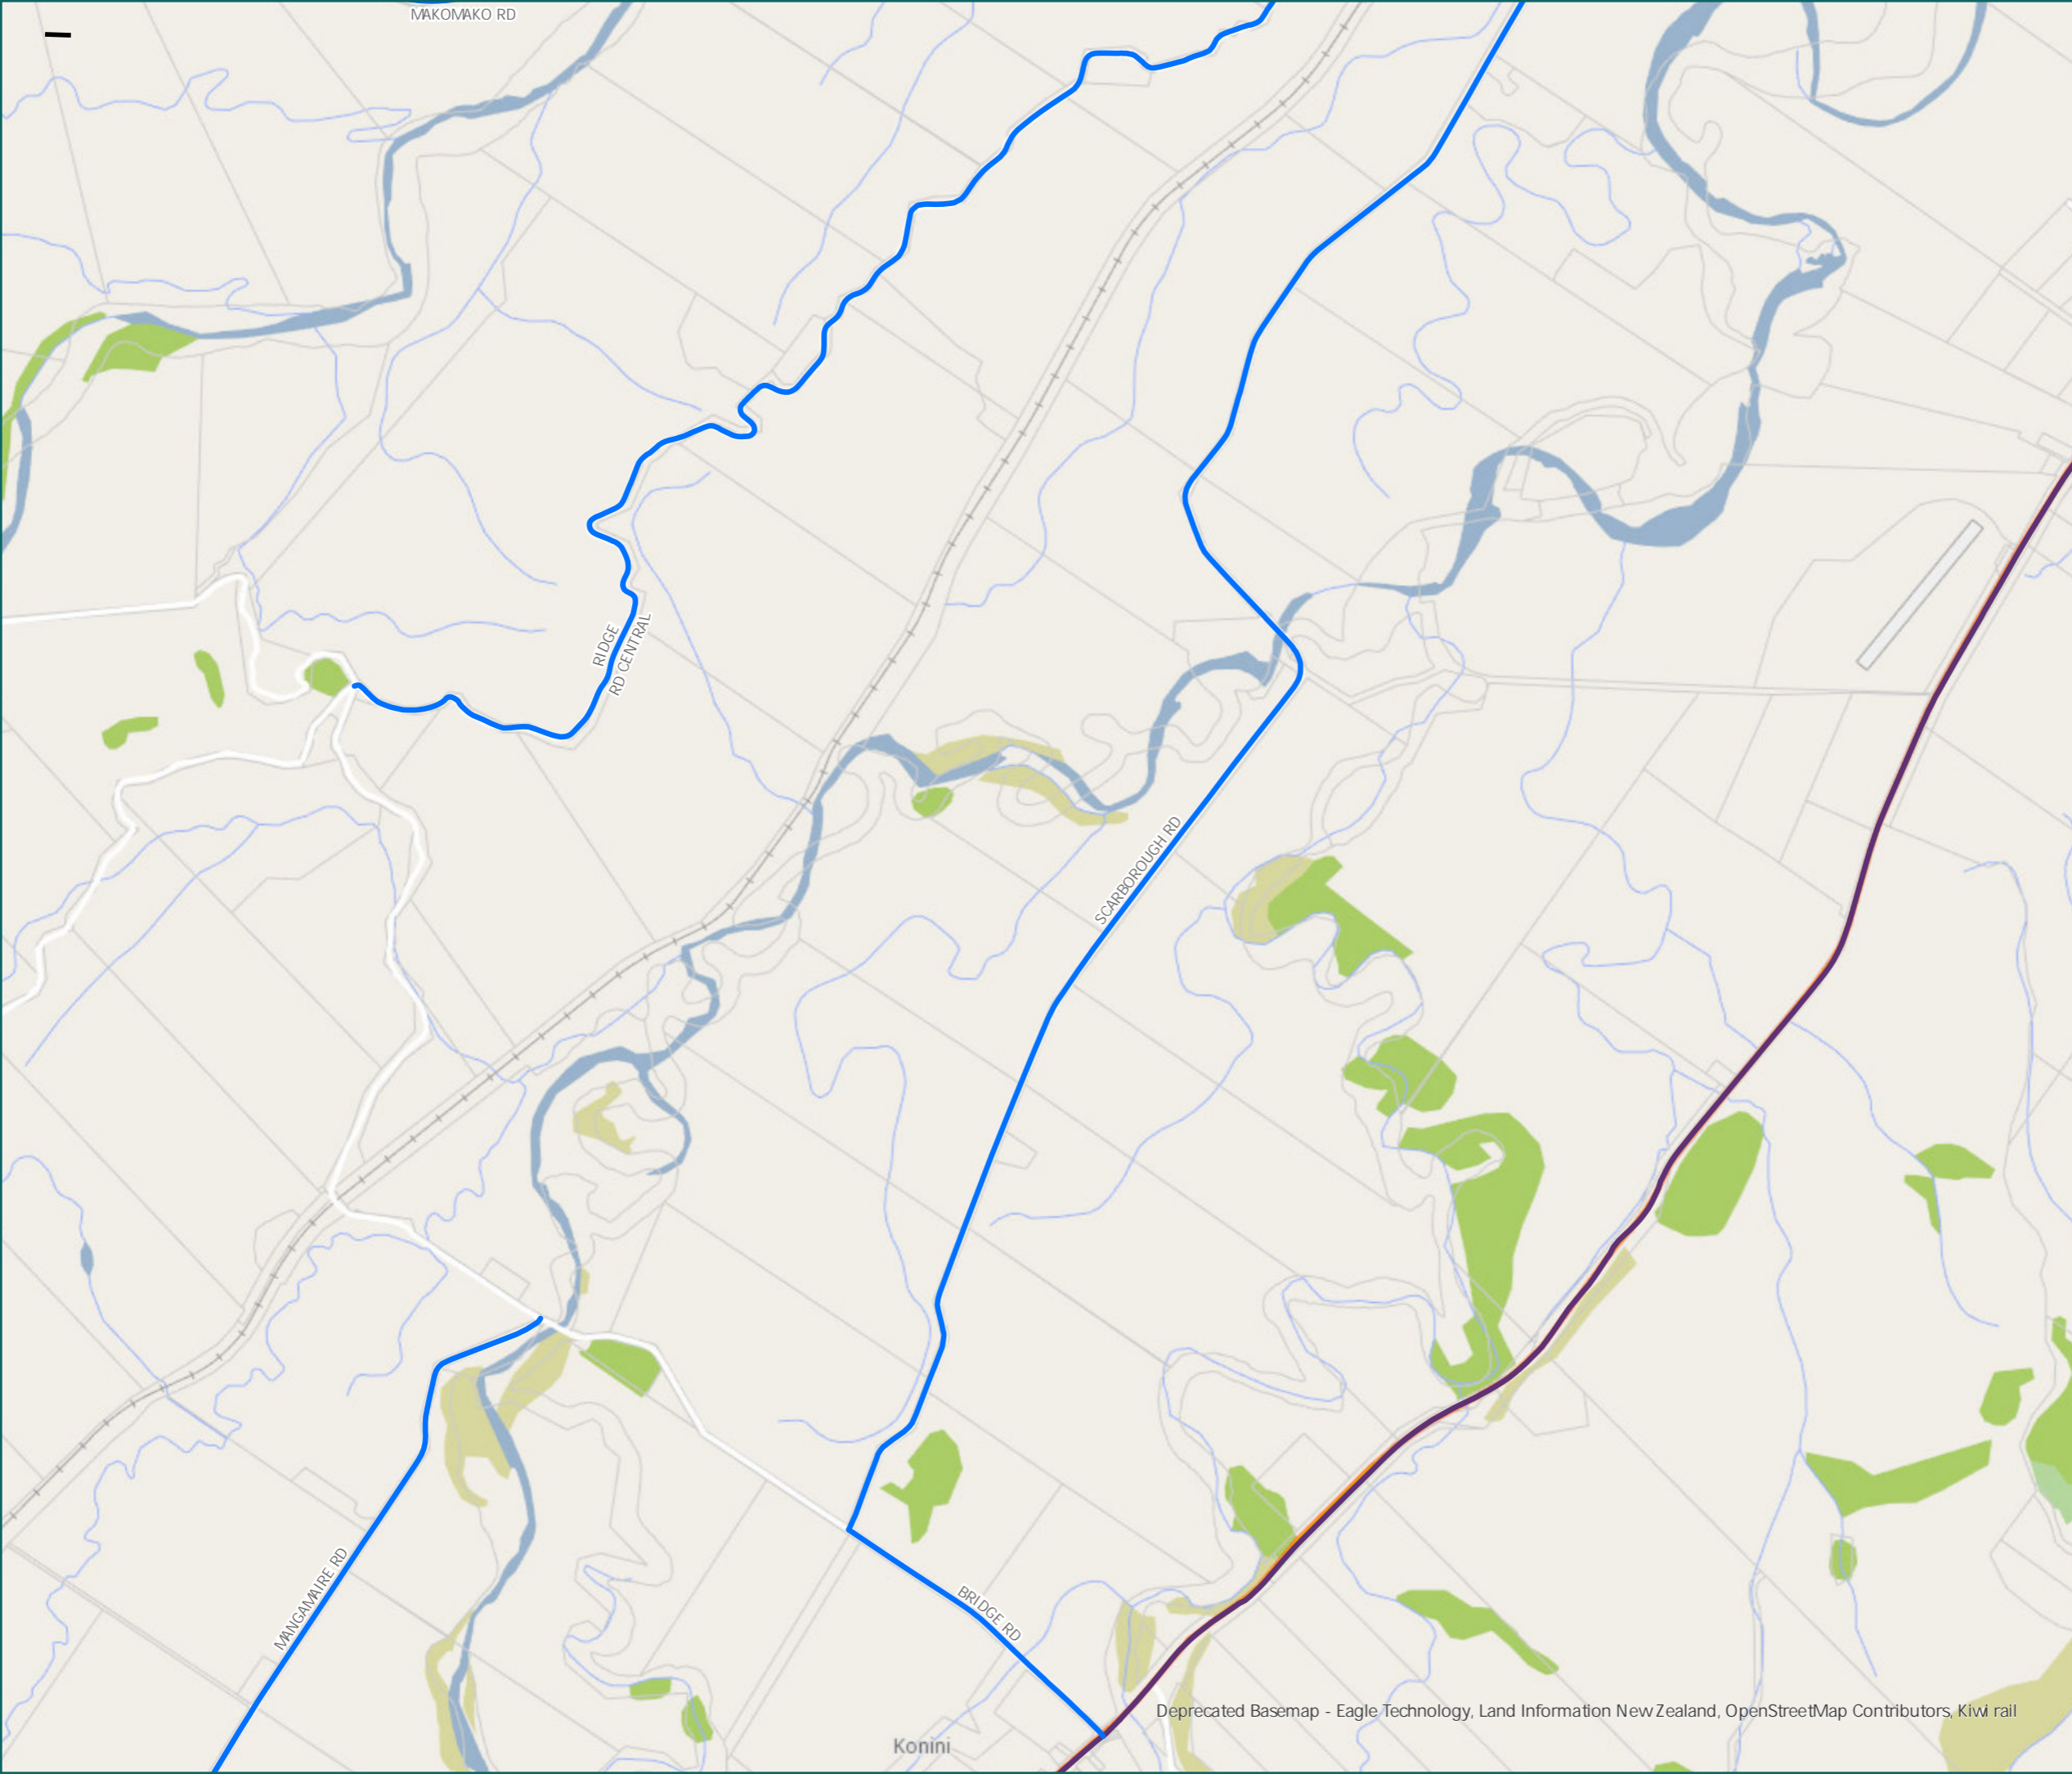 MAKOMAKO RD
RIDGE
RD CENTRAL
SCARBOROUGH RD
MANGAMAIRE RD
BRIDGE RD
Deprecated Basemap - Eagle Technology, Land Information New Zealand, OpenStreetMap Contributors, Kiwi rail
Konini